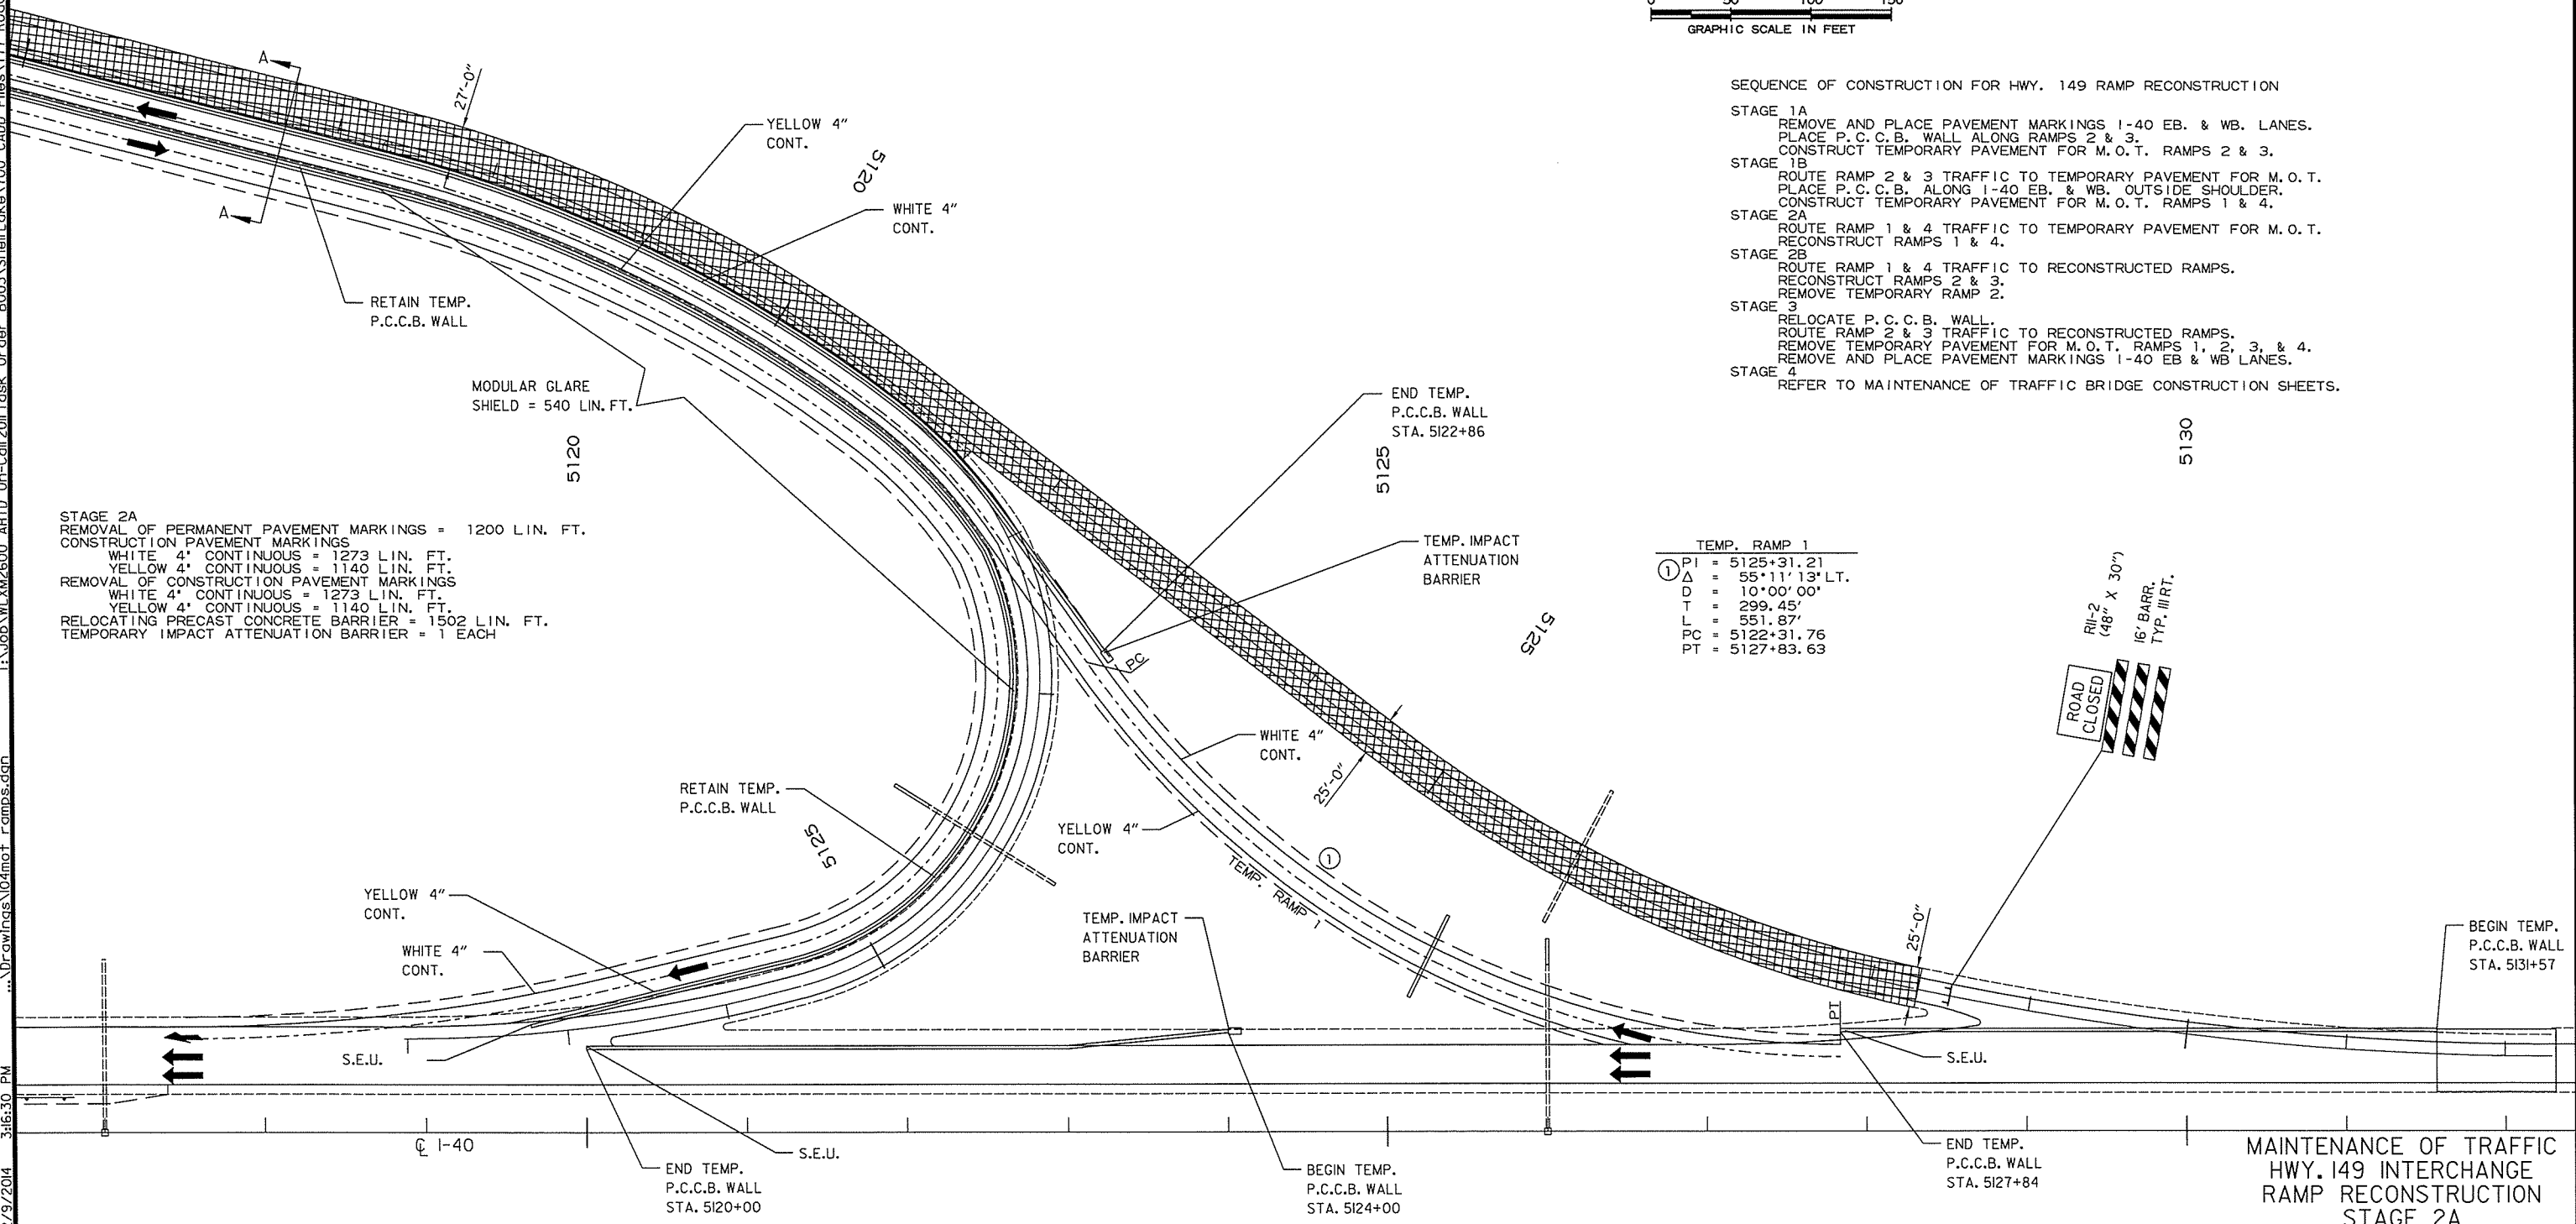 0 50 100 150
GRAPHIC SCALE IN FEET
SEQUENCE OF CONSTRUCTION FOR HWY. 149 RAMP RECONSTRUCTION
STAGE 1A
REMOVE AND PLACE PAVEMENT MARKINGS I-40 EB. & WB. LANES.
PLACE P.C.C.B. WALL ALONG RAMPS 2 & 3.
CONSTRUCT TEMPORARY PAVEMENT FOR M.O.T. RAMPS 2 & 3.
STAGE 1B
ROUTE RAMP 2 & 3 TRAFFIC TO TEMPORARY PAVEMENT FOR M.O.T.
PLACE P.C.C.B. ALONG I-40 EB. & WB. OUTSIDE SHOULDER.
CONSTRUCT TEMPORARY PAVEMENT FOR M.O.T. RAMPS 1 & 4.
STAGE 2A
ROUTE RAMP 1 & 4 TRAFFIC TO TEMPORARY PAVEMENT FOR M.O.T.
RECONSTRUCT RAMPS 1 & 4.
STAGE 2B
ROUTE RAMP 1 & 4 TRAFFIC TO RECONSTRUCTED RAMPS.
RECONSTRUCT RAMPS 2 & 3.
REMOVE TEMPORARY RAMP 2.
STAGE 3
RELOCATE P.C.C.B. WALL.
ROUTE RAMP 2 & 3 TRAFFIC TO RECONSTRUCTED RAMPS.
REMOVE TEMPORARY PAVEMENT FOR M.O.T. RAMPS 1, 2, 3, & 4.
REMOVE AND PLACE PAVEMENT MARKINGS I-40 EB & WB LANES.
STAGE 4
REFER TO MAINTENANCE OF TRAFFIC BRIDGE CONSTRUCTION SHEETS.
A
A
27'-0"
YELLOW 4"
CONT.
5120
WHITE 4"
CONT.
RETAIN TEMP.
P.C.C.B. WALL
MODULAR GLARE
SHIELD = 540 LIN. FT.
5120
END TEMP.
P.C.C.B. WALL
STA. 5122+86
5125
5130
STAGE 2A
REMOVAL OF PERMANENT PAVEMENT MARKINGS = 1200 LIN. FT.
CONSTRUCTION PAVEMENT MARKINGS
WHITE 4" CONTINUOUS = 1273 LIN. FT.
YELLOW 4" CONTINUOUS = 1140 LIN. FT.
REMOVAL OF CONSTRUCTION PAVEMENT MARKINGS
WHITE 4" CONTINUOUS = 1273 LIN. FT.
YELLOW 4" CONTINUOUS = 1140 LIN. FT.
RELOCATING PRECAST CONCRETE BARRIER = 1502 LIN. FT.
TEMPORARY IMPACT ATTENUATION BARRIER = 1 EACH
TEMP. IMPACT
ATTENUATION
BARRIER
TEMP. RAMP 1
1 PI = 5125+31.21
Δ = 55°11'13" LT.
D = 10°00'00"
T = 299.45'
L = 551.87'
PC = 5122+31.76
PT = 5127+83.63
5125
R11-2
(48" X 30")
16' BARR.
TYP. III RT.
ROAD
CLOSED
PC
WHITE 4"
CONT.
25'-0"
RETAIN TEMP.
P.C.C.B. WALL
5125
YELLOW 4"
CONT.
1
TEMP. RAMP 1
YELLOW 4"
CONT.
WHITE 4"
CONT.
TEMP. IMPACT
ATTENUATION
BARRIER
25'-0"
BEGIN TEMP.
P.C.C.B. WALL
STA. 5131+57
PT
S.E.U.
S.E.U.
℄ I-40
S.E.U.
END TEMP.
P.C.C.B. WALL
STA. 5120+00
BEGIN TEMP.
P.C.C.B. WALL
STA. 5124+00
END TEMP.
P.C.C.B. WALL
STA. 5127+84
MAINTENANCE OF TRAFFIC
HWY. 149 INTERCHANGE
RAMP RECONSTRUCTION
STAGE 2A
...\Drawings\104mot ramps.dgn
3:16:30 PM
/9/2014